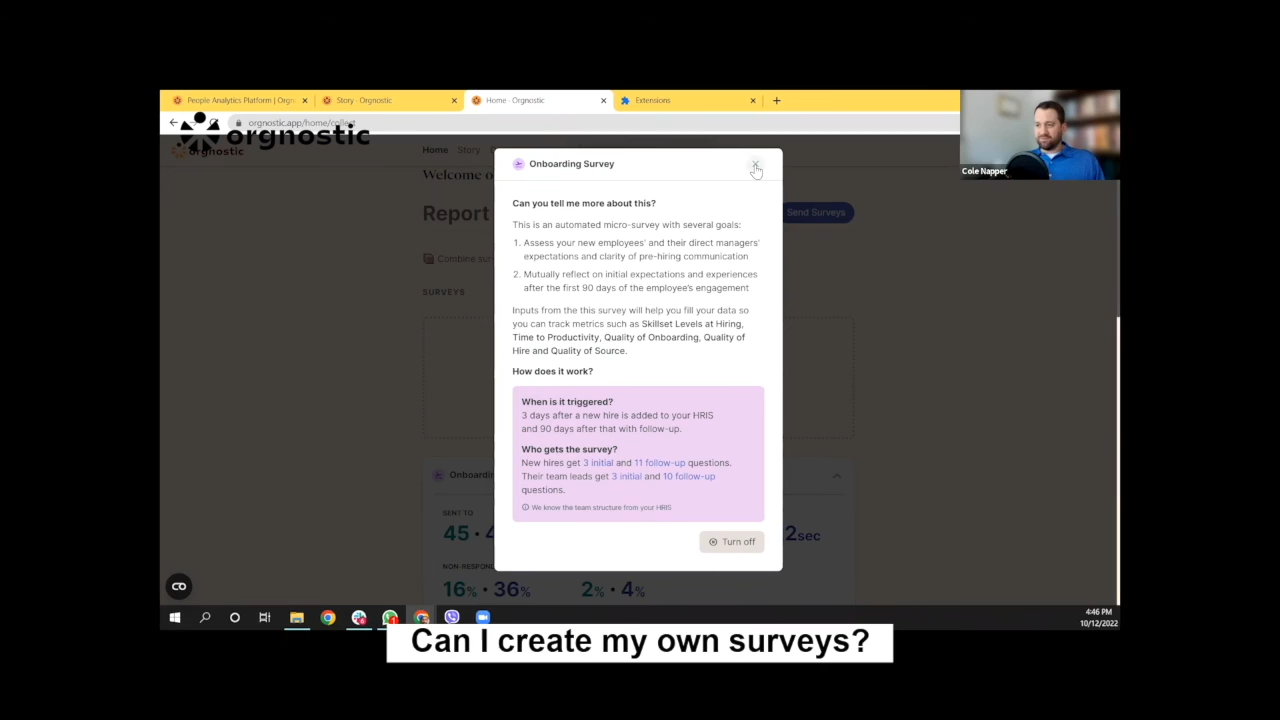 People Analytics Platform | Orgn
Story · Orgnostic
Home · Orgnostic
Extensions
orgnostic.app/home/collect
orgnostic
orgnostic
Cole Napper
Home
Story
Welcome o
Report
Send Surveys
Combine sur
SURVEYS
Onboarding Survey
Can you tell me more about this?
This is an automated micro-survey with several goals:
1. Assess your new employees' and their direct managers'
expectations and clarity of pre-hiring communication
2. Mutually reflect on initial expectations and experiences
after the first 90 days of the employee's engagement
Inputs from the this survey will help you fill your data so
you can track metrics such as Skillset Levels at Hiring,
Time to Productivity, Quality of Onboarding, Quality of
Hire and Quality of Source.
How does it work?
When is it triggered?
3 days after a new hire is added to your HRIS
and 90 days after that with follow-up.
Who gets the survey?
New hires get 3 initial and 11 follow-up questions.
Their team leads get 3 initial and 10 follow-up
questions.
We know the team structure from your HRIS
Turn off
Onboardin
SENT TO
45 · 4
2sec
NON-RESPOND
16% · 36%
2% · 4%
4:46 PM
10/12/2022
Can I create my own surveys?